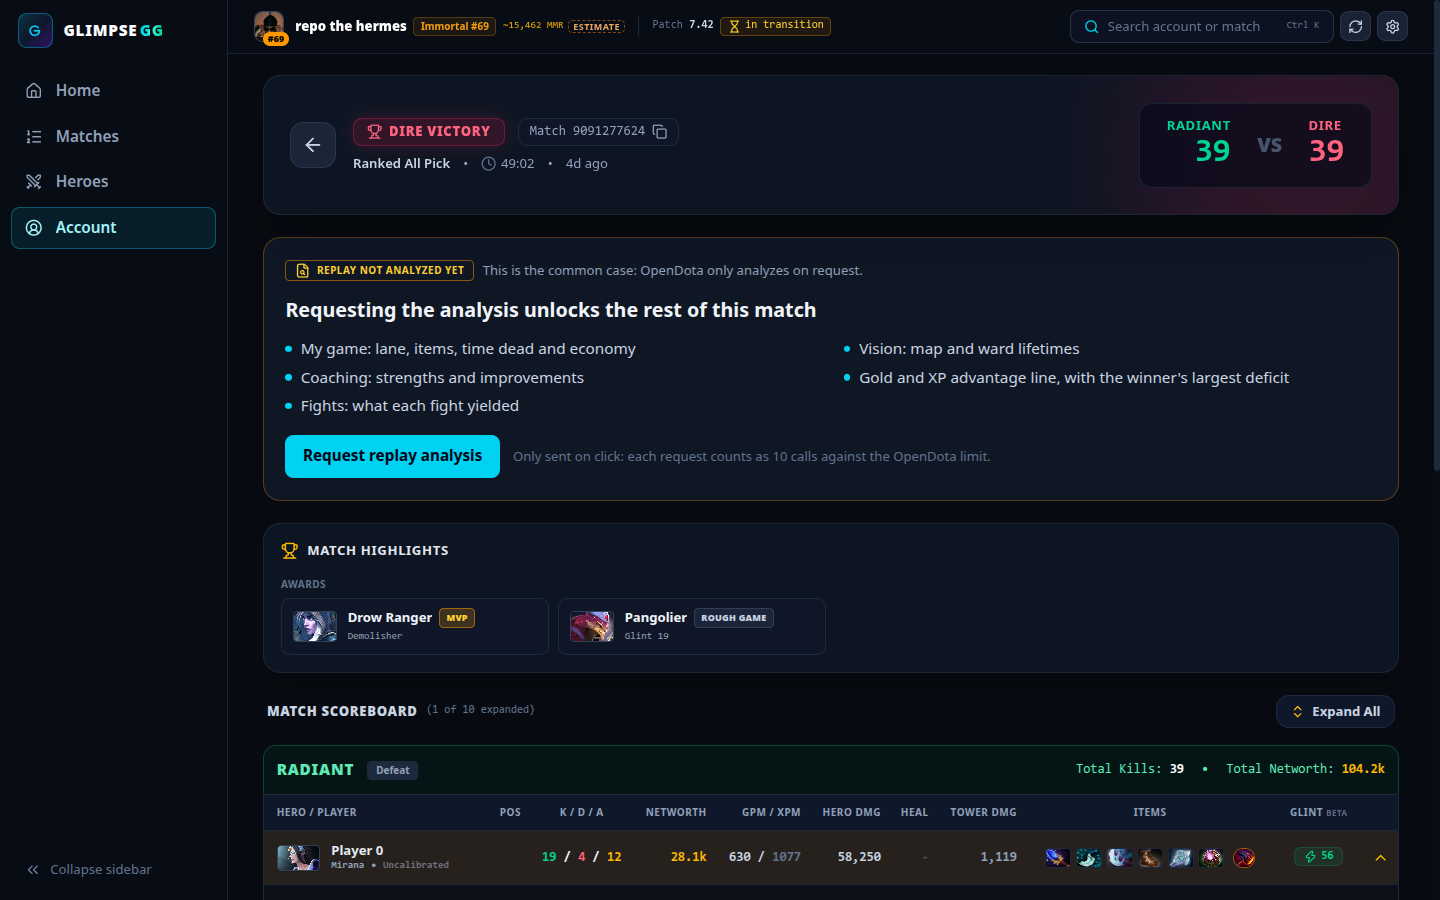 GLIMPSE GG
Home
Matches
Heroes
Account
Collapse sidebar
#69
repo the hermes
Immortal #69
~15,462 MMR
ESTIMATE
Patch 7.42
in transition
Search account or match
Ctrl K
DIRE VICTORY
Match 9091277624
Ranked All Pick • 49:02 • 4d ago
RADIANT
39
VS
DIRE
39
REPLAY NOT ANALYZED YET
This is the common case: OpenDota only analyzes on request.
Requesting the analysis unlocks the rest of this match
My game: lane, items, time dead and economy
Vision: map and ward lifetimes
Coaching: strengths and improvements
Gold and XP advantage line, with the winner's largest deficit
Fights: what each fight yielded
Request replay analysis
Only sent on click: each request counts as 10 calls against the OpenDota limit.
MATCH HIGHLIGHTS
AWARDS
Drow Ranger MVP
Demolisher
Pangolier ROUGH GAME
Glint 19
MATCH SCOREBOARD (1 of 10 expanded)
Expand All
RADIANT Defeat
Total Kills: 39 • Total Networth: 104.2k
HERO / PLAYER POS K / D / A NETWORTH GPM / XPM HERO DMG HEAL TOWER DMG ITEMS GLINT BETA
Player 0
Mirana • Uncalibrated
19 / 4 / 12 28.1k 630 / 1077 58,250 - 1,119 56